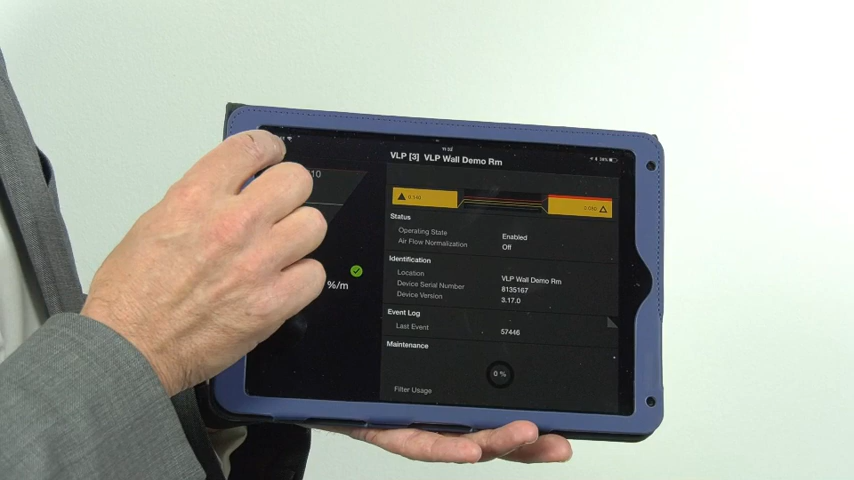 VLP [3] VLP Wall Demo Rm
10
Status
Operating State Enabled
Air Flow Normalization Off
Identification
Location VLP Wall Demo Rm
Device Serial Number 8135167
Device Version 3.17.0
%/m
Event Log
Last Event 57446
Maintenance
0 %
Filter Usage